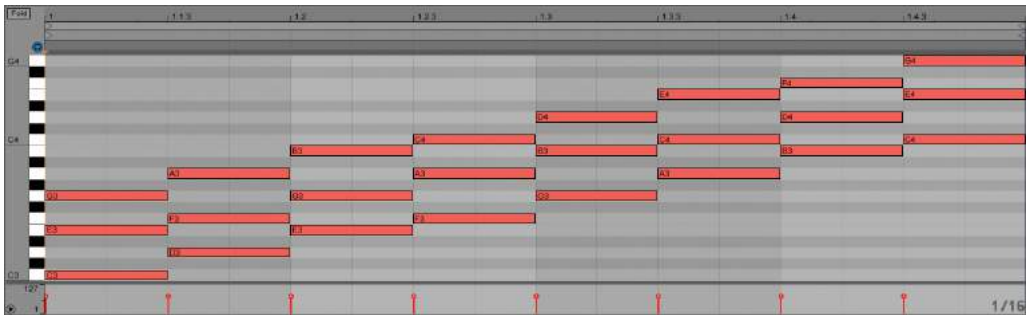 Fold 1 1.1.3 1.2 1.2.3 1.3 1.3.3 1.4 1.4.3
G4 G4
F4
E4 E4
D4 D4
C4 C4 C4 C4
B3 B3 B3
A3 A3 A3
G3 G3 G3
F3 F3
E3 E3
D3
C3 C3
127
1 1/16